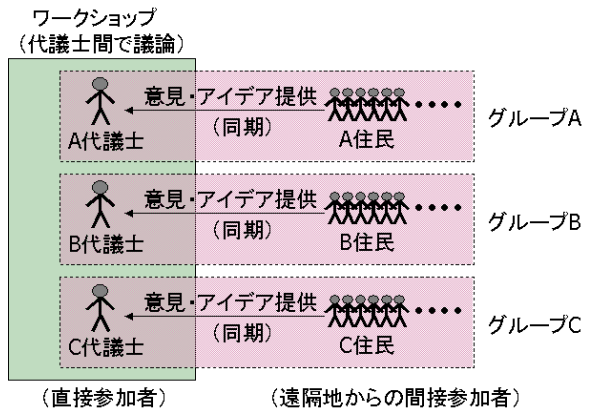 ワークショップ
(代議士間で議論)
意見・アイデア提供
(同期)
A代議士
A住民
グループA
意見・アイデア提供
(同期)
B代議士
B住民
グループB
意見・アイデア提供
(同期)
C代議士
C住民
グループC
(直接参加者)
(遠隔地からの間接参加者)